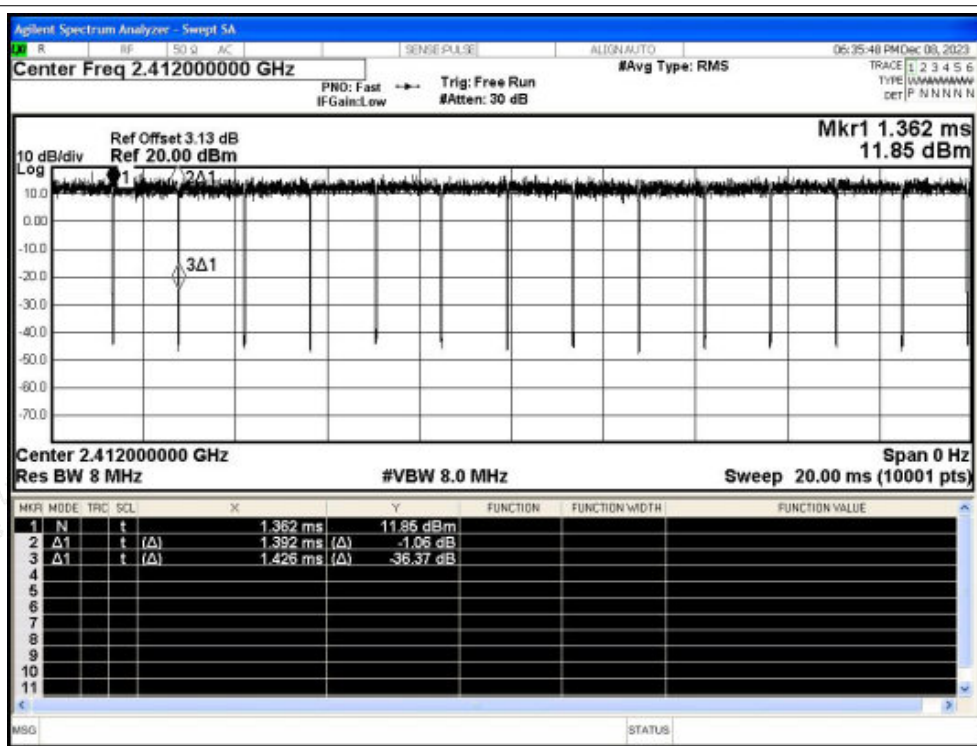 Agilent Spectrum Analyzer - Swept SA
R RF 50 Ω AC SENSE:PULSE ALIGN AUTO 06:35:48 PM Dec 08, 2023
Center Freq 2.412000000 GHz #Avg Type: RMS TRACE 1 2 3 4 5 6
PNO: Fast Trig: Free Run TYPE
IFGain:Low #Atten: 30 dB DET P N N N N N
Mkr1 1.362 ms
Ref Offset 3.13 dB
10 dB/div Ref 20.00 dBm 11.85 dBm
Log
1 2Δ1
10.0
0.00
-10.0
3Δ1
-20.0
-30.0
-40.0
-50.0
-60.0
-70.0
Center 2.412000000 GHz Span 0 Hz
Res BW 8 MHz #VBW 8.0 MHz Sweep 20.00 ms (10001 pts)
MKR MODE TRC SCL X Y FUNCTION FUNCTION WIDTH FUNCTION VALUE
1 N t 1.362 ms 11.85 dBm
2 Δ1 t (Δ) 1.392 ms (Δ) -1.06 dB
3 Δ1 t (Δ) 1.426 ms (Δ) -36.37 dB
4
5
6
7
8
9
10
11
MSG STATUS